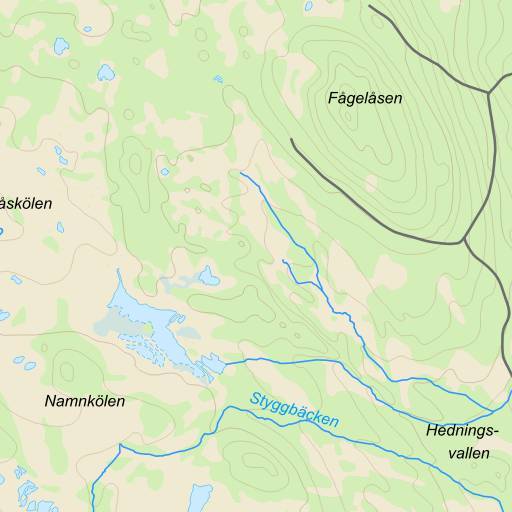 Fågelåsen
åskölen
Namnkölen
Styggbäcken
Hednings-
vallen